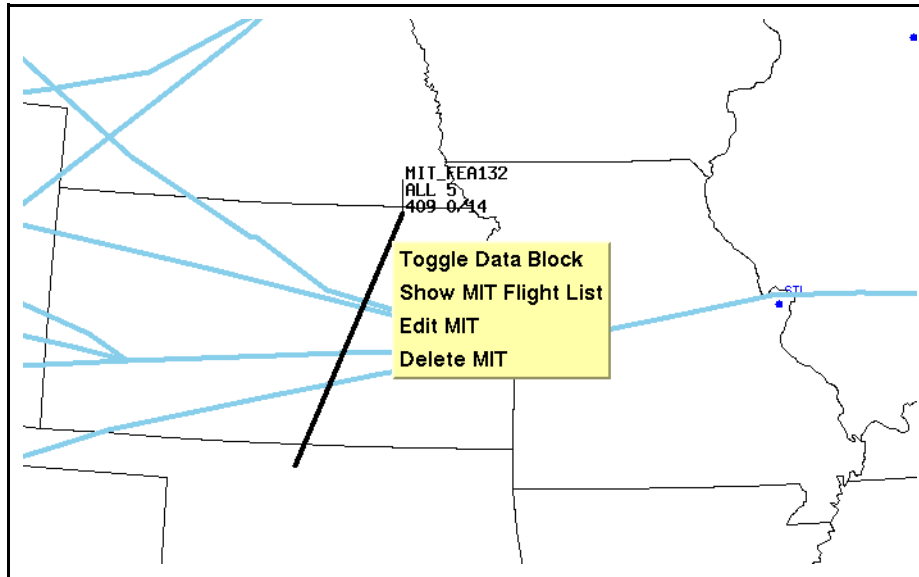 MIT_FEA132
ALL 5
409 0/14
Toggle Data Block
Show MIT Flight List
Edit MIT
Delete MIT
STL